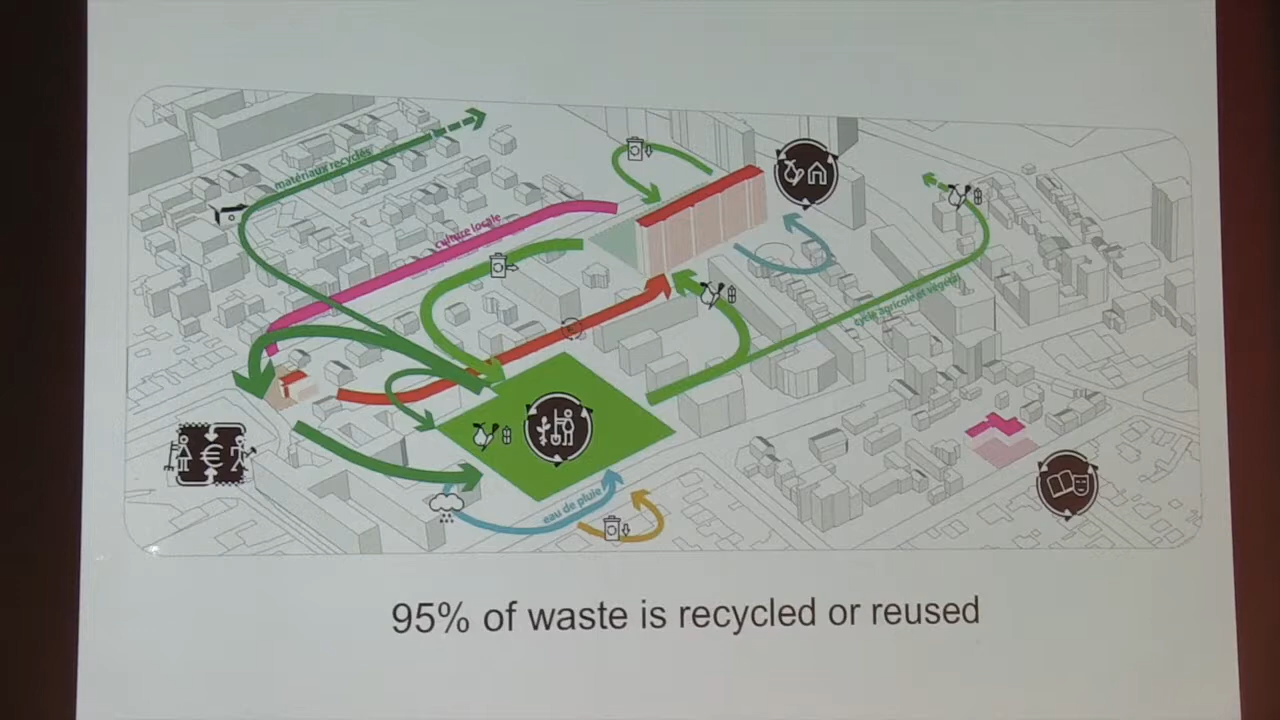 matériaux recyclés
culture locale
cycle agricole et végétal
€
eau de pluie
95% of waste is recycled or reused